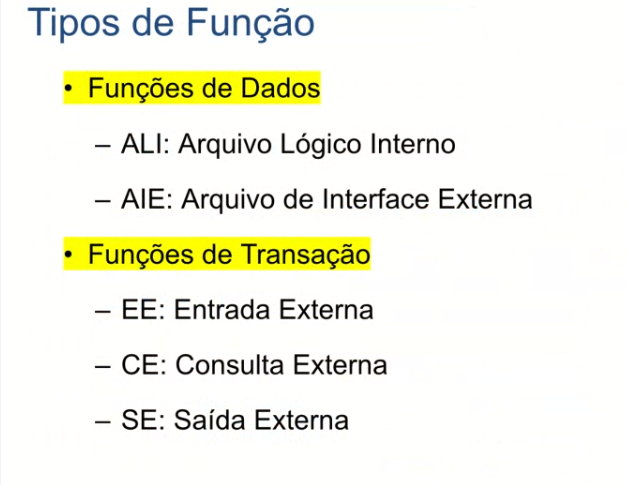 Tipos de Função
• Funções de Dados
– ALI: Arquivo Lógico Interno
– AIE: Arquivo de Interface Externa
• Funções de Transação
– EE: Entrada Externa
– CE: Consulta Externa
– SE: Saída Externa